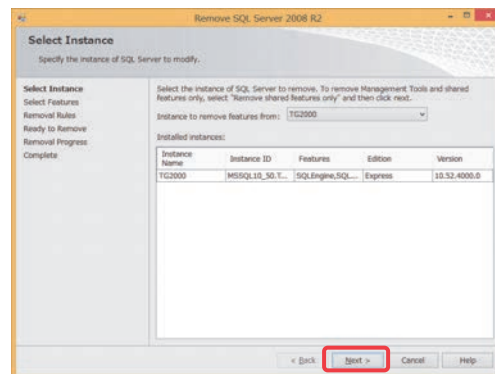 Remove SQL Server 2008 R2
Select Instance
Specify the instance of SQL Server to modify.
Select Instance
Select Features
Removal Rules
Ready to Remove
Removal Progress
Complete
Select the instance of SQL Server to remove. To remove Management Tools and shared
features only, select "Remove shared features only" and then click next.
Instance to remove features from: TG2000
Installed instances:
Instance Name Instance ID Features Edition Version
TG2000 MSSQL10_50.T... SQLEngine,SQL... Express 10.52.4000.0
< Back Next > Cancel Help